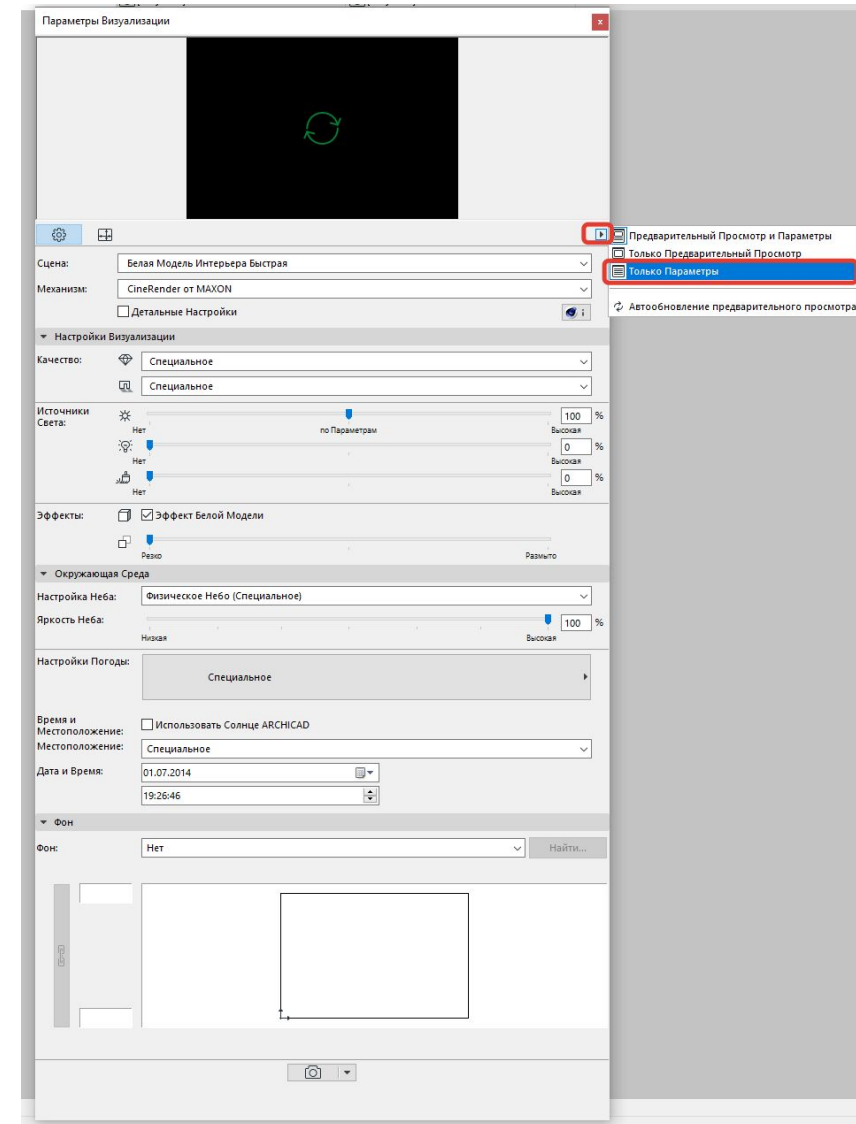 Параметры Визуализации
Предварительный Просмотр и Параметры
Только Предварительный Просмотр
Только Параметры
Автообновление предварительного просмотра
Сцена: Белая Модель Интерьера Быстрая
Механизм: CineRender от MAXON
Детальные Настройки
Настройки Визуализации
Качество: Специальное
Специальное
Источники
Света:
100 %
Нет по Параметрам Высокая
0 %
Нет Высокая
0 %
Нет Высокая
Эффекты: Эффект Белой Модели
Резко Размыто
Окружающая Среда
Настройка Неба: Физическое Небо (Специальное)
Яркость Неба: 100 %
Низкая Высокая
Настройки Погоды: Специальное
Время и
Местоположение: Использовать Солнце ARCHICAD
Местоположение: Специальное
Дата и Время: 01.07.2014
19:26:46
Фон
Фон: Нет Найти...